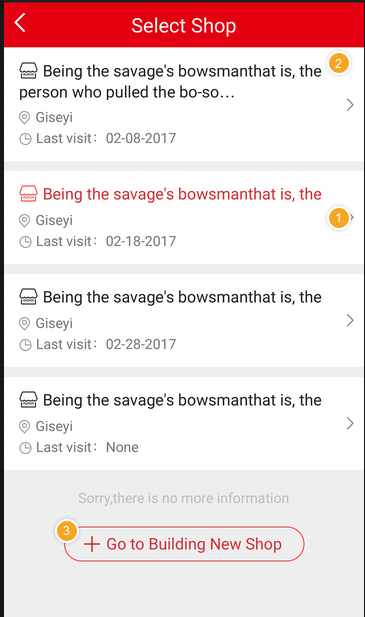 Select Shop
Being the savage's bowsmanthat is, the
person who pulled the bo-so...
2
Giseyi
Last visit: 02-08-2017
Being the savage's bowsmanthat is, the
Giseyi
1
Last visit: 02-18-2017
Being the savage's bowsmanthat is, the
Giseyi
Last visit: 02-28-2017
Being the savage's bowsmanthat is, the
Giseyi
Last visit: None
Sorry,there is no more information
3
+ Go to Building New Shop